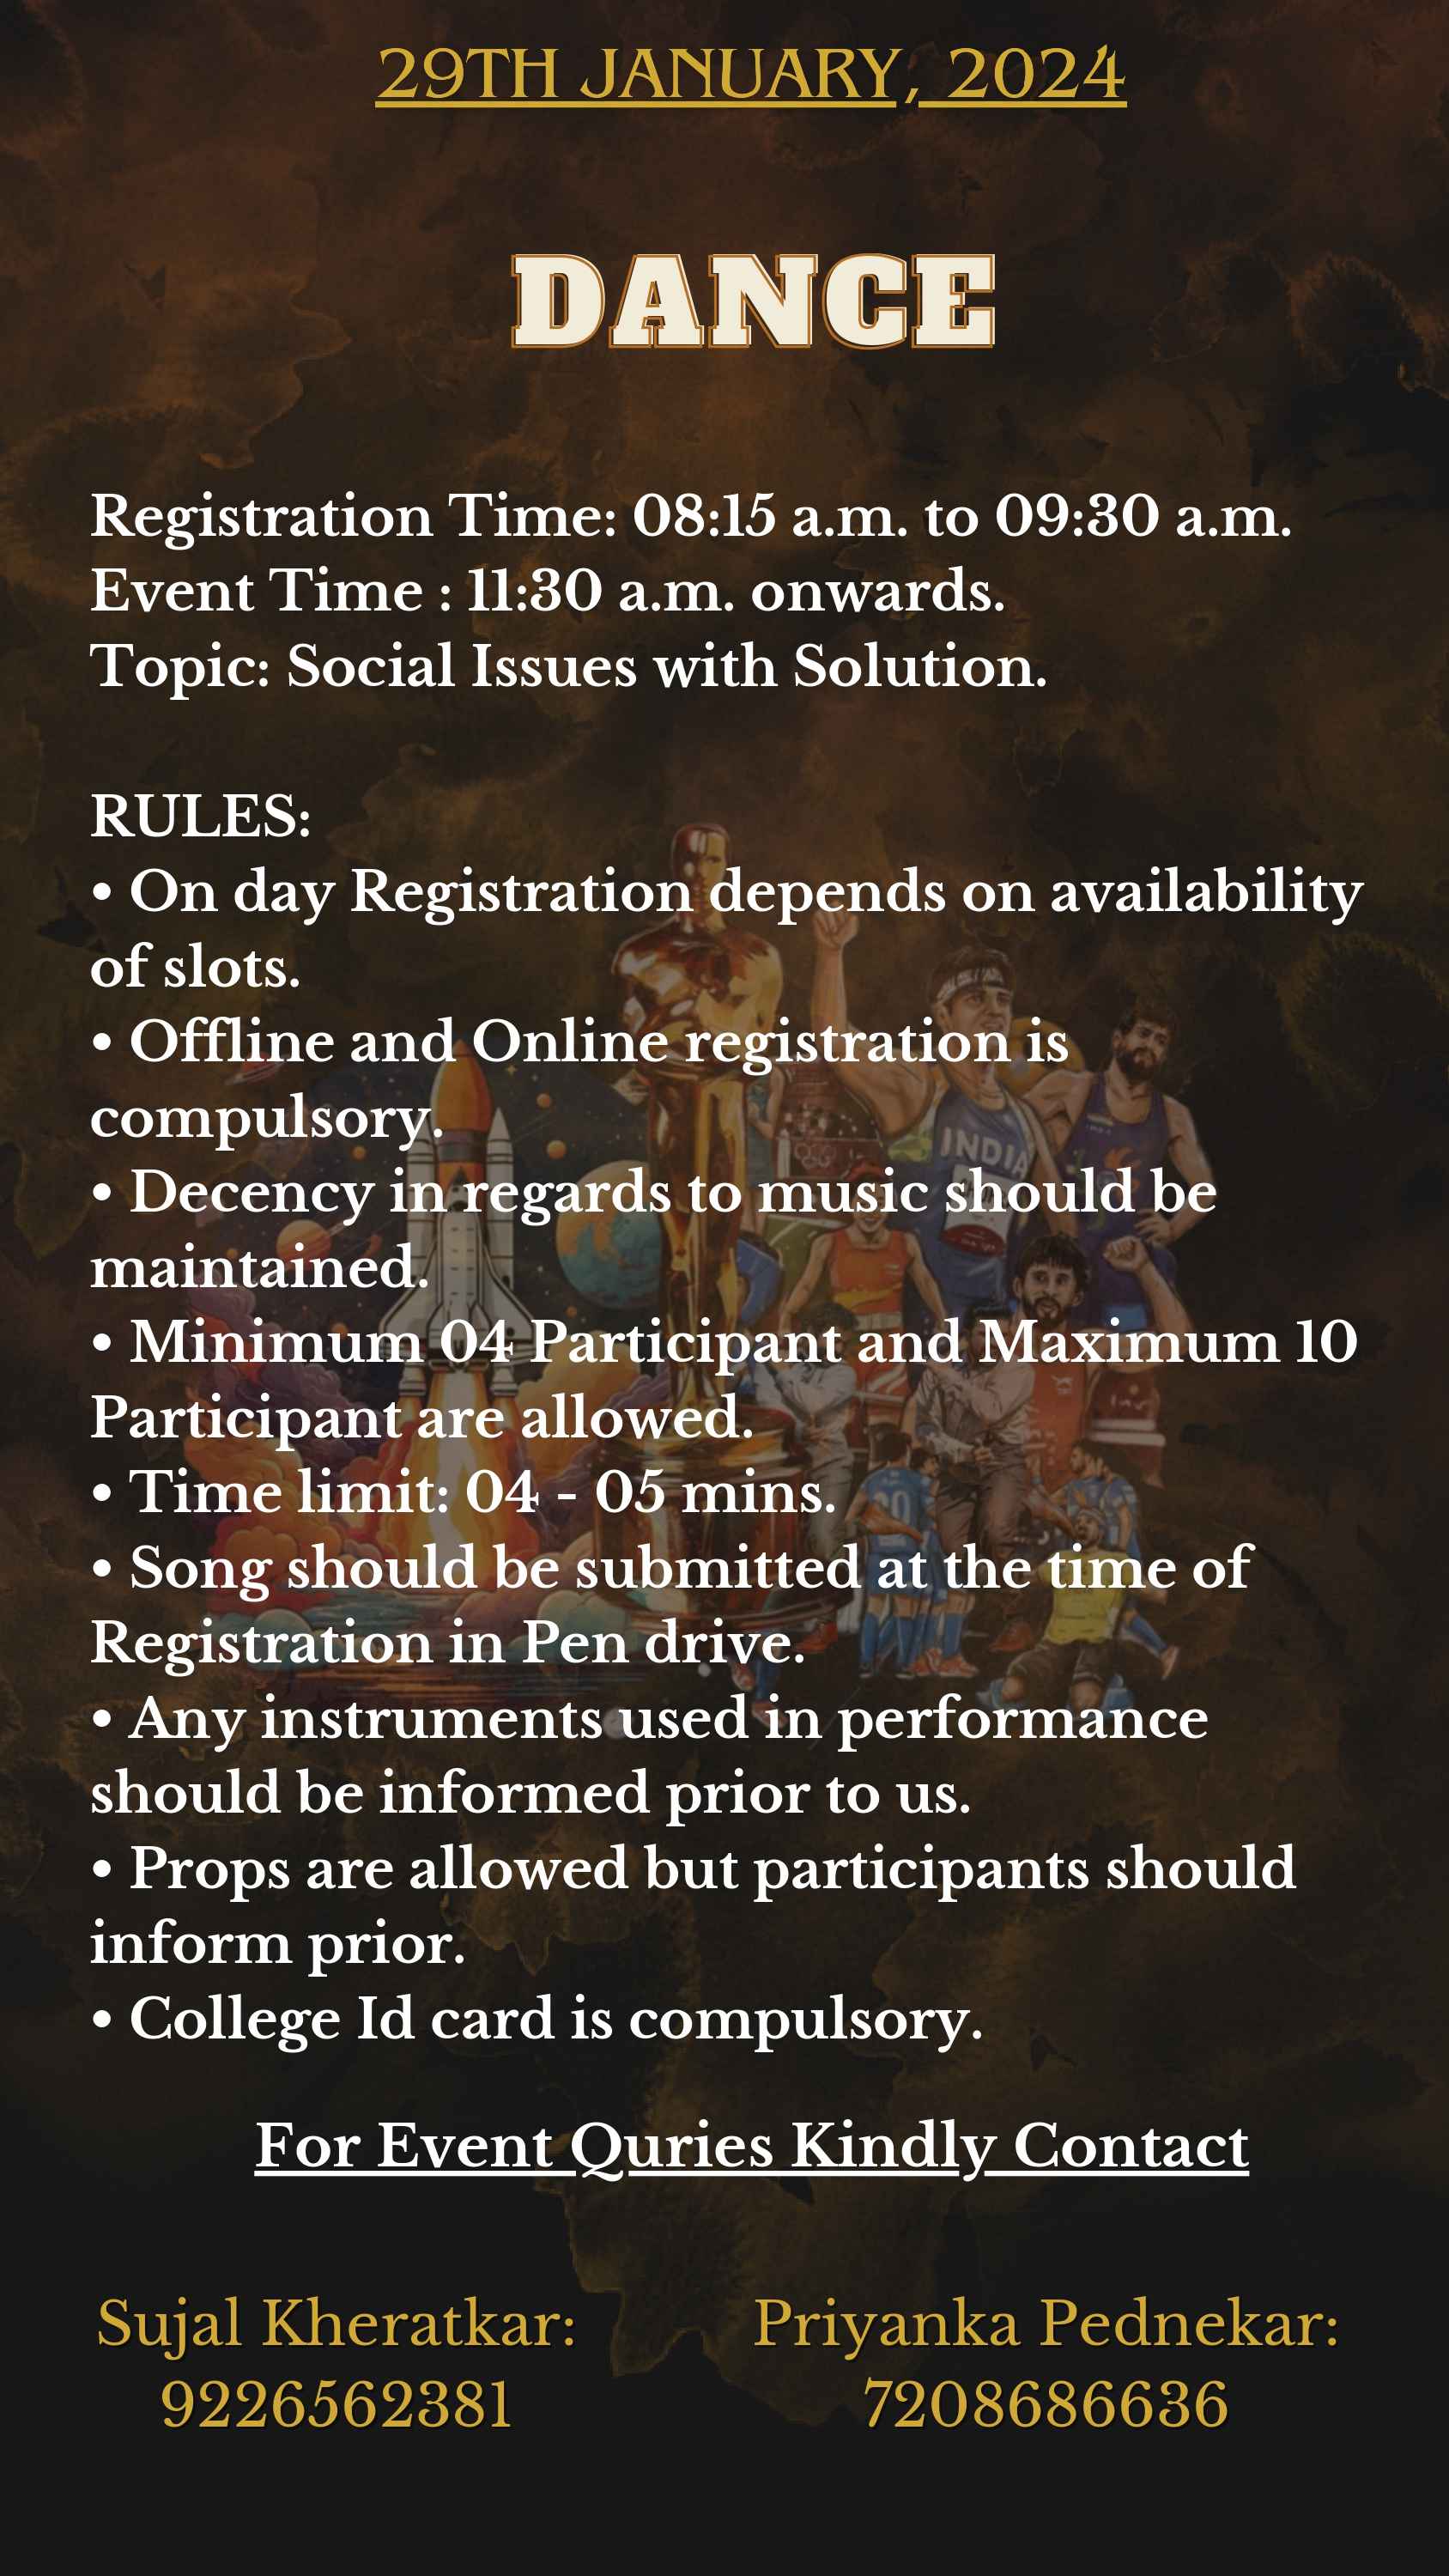 29TH JANUARY, 2024
DANCE
Registration Time: 08:15 a.m. to 09:30 a.m.
Event Time : 11:30 a.m. onwards.
Topic: Social Issues with Solution.
RULES:
• On day Registration depends on availability
of slots.
• Offline and Online registration is
compulsory.
• Decency in regards to music should be
maintained.
• Minimum 04 Participant and Maximum 10
Participant are allowed.
• Time limit: 04 - 05 mins.
• Song should be submitted at the time of
Registration in Pen drive.
• Any instruments used in performance
should be informed prior to us.
• Props are allowed but participants should
inform prior.
• College Id card is compulsory.
For Event Quries Kindly Contact
Sujal Kheratkar:
9226562381
Priyanka Pednekar:
7208686636
INDIA